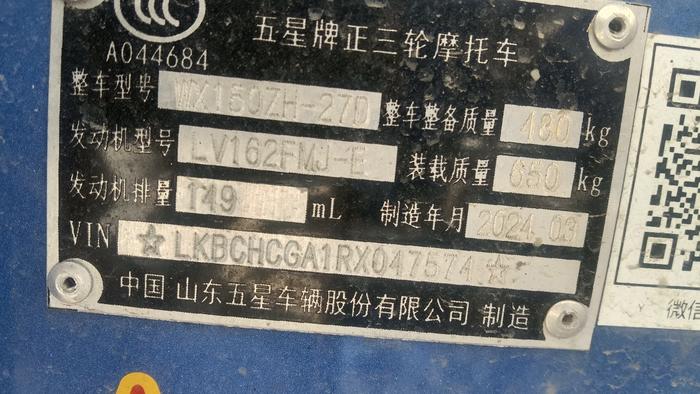 五星牌正三轮摩托车
A044684
整车型号 WX150ZH-27D 整车整备质量 480 kg
发动机型号 LV162FMJ-E 装载质量 650 kg
发动机排量 149 mL 制造年月 2024.03
VIN ☆LKBCHCGA1RX047574☆
中国 山东五星车辆股份有限公司 制造
微信